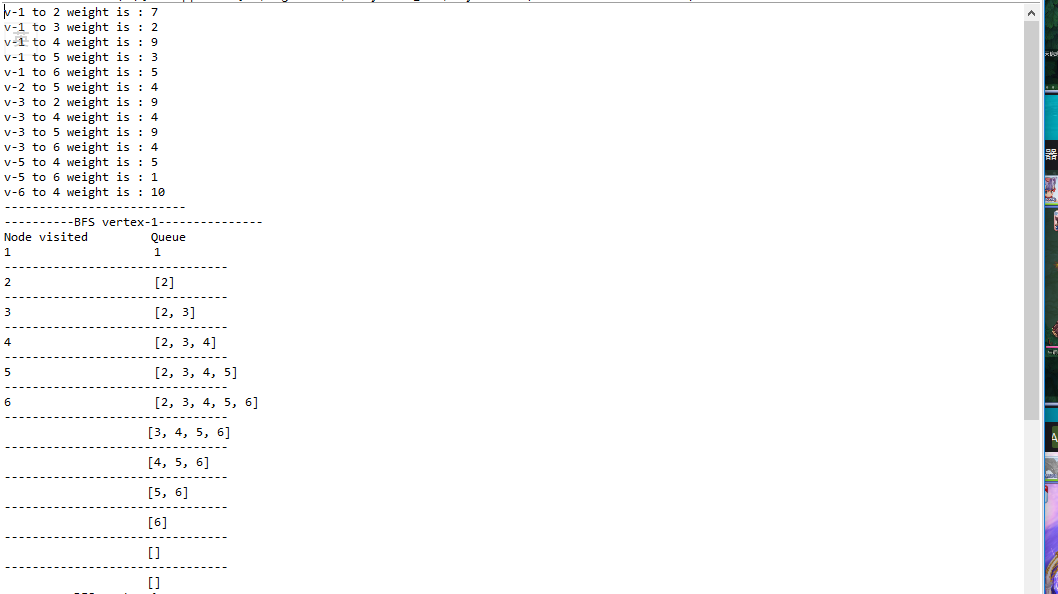 v-1 to 2 weight is : 7
v-1 to 3 weight is : 2
v-1 to 4 weight is : 9
v-1 to 5 weight is : 3
v-1 to 6 weight is : 5
v-2 to 5 weight is : 4
v-3 to 2 weight is : 9
v-3 to 4 weight is : 4
v-3 to 5 weight is : 9
v-3 to 6 weight is : 4
v-5 to 4 weight is : 5
v-5 to 6 weight is : 1
v-6 to 4 weight is : 10
--------------------------
----------BFS vertex-1---------------
Node visited         Queue
1                     1
--------------------------------
2                     [2]
--------------------------------
3                     [2, 3]
--------------------------------
4                     [2, 3, 4]
--------------------------------
5                     [2, 3, 4, 5]
--------------------------------
6                     [2, 3, 4, 5, 6]
--------------------------------
                     [3, 4, 5, 6]
--------------------------------
                     [4, 5, 6]
--------------------------------
                     [5, 6]
--------------------------------
                     [6]
--------------------------------
                     []
--------------------------------
                     []